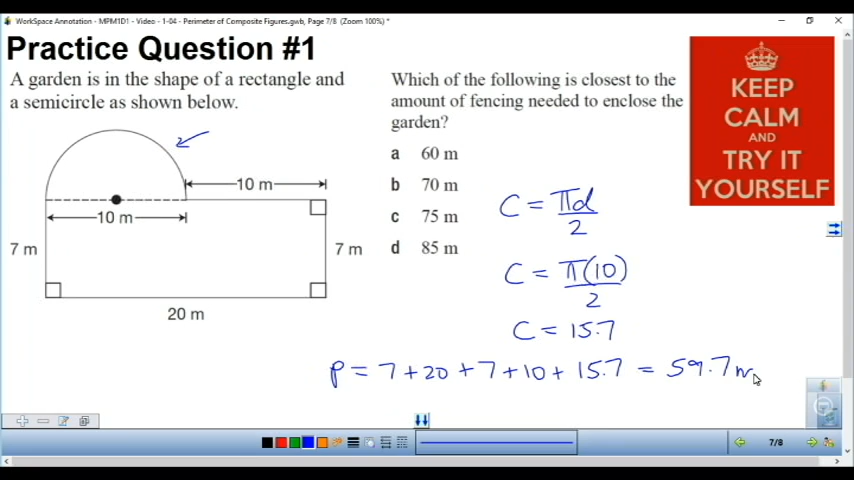 WorkSpace Annotation - MPM1D1 - Video - 1-04 - Perimeter of Composite Figures.gwb, Page 7/8 (Zoom 100%) *
Practice Question #1
A garden is in the shape of a rectangle and
a semicircle as shown below.
10 m
10 m
7 m
7 m
20 m
Which of the following is closest to the
amount of fencing needed to enclose the
garden?
a 60 m
b 70 m
c 75 m
d 85 m
KEEP
CALM
AND
TRY IT
YOURSELF
C = πd/2
C = π(10)/2
C = 15.7
P = 7 + 20 + 7 + 10 + 15.7 = 59.7 m
7/8